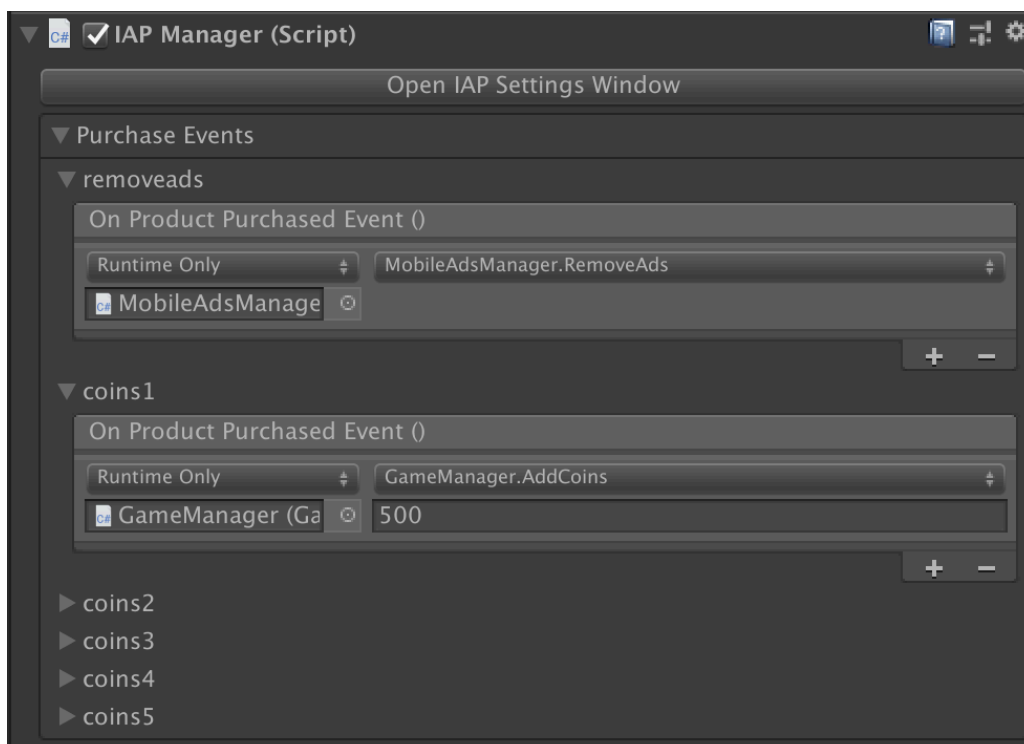 C# IAP Manager (Script)
Open IAP Settings Window
Purchase Events
removeads
On Product Purchased Event ()
Runtime Only MobileAdsManager.RemoveAds
C# MobileAdsManage
+ −
coins1
On Product Purchased Event ()
Runtime Only GameManager.AddCoins
C# GameManager (Ga 500
+ −
coins2
coins3
coins4
coins5